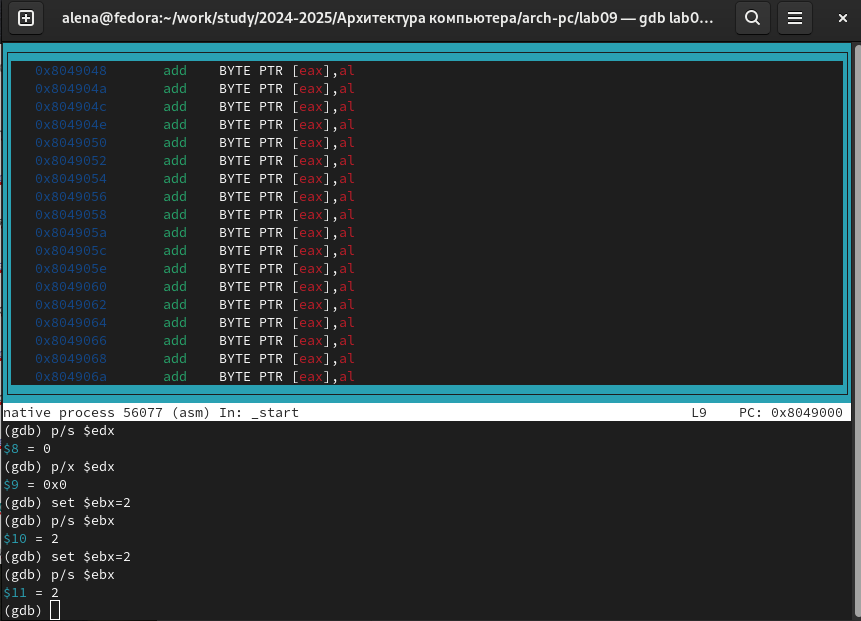 alena@fedora:~/work/study/2024-2025/Архитектура компьютера/arch-pc/lab09 — gdb lab0...
0x8049048 add BYTE PTR [eax],al
0x804904a add BYTE PTR [eax],al
0x804904c add BYTE PTR [eax],al
0x804904e add BYTE PTR [eax],al
0x8049050 add BYTE PTR [eax],al
0x8049052 add BYTE PTR [eax],al
0x8049054 add BYTE PTR [eax],al
0x8049056 add BYTE PTR [eax],al
0x8049058 add BYTE PTR [eax],al
0x804905a add BYTE PTR [eax],al
0x804905c add BYTE PTR [eax],al
0x804905e add BYTE PTR [eax],al
0x8049060 add BYTE PTR [eax],al
0x8049062 add BYTE PTR [eax],al
0x8049064 add BYTE PTR [eax],al
0x8049066 add BYTE PTR [eax],al
0x8049068 add BYTE PTR [eax],al
0x804906a add BYTE PTR [eax],al
native process 56077 (asm) In: _start L9 PC: 0x8049000
(gdb) p/s $edx
$8 = 0
(gdb) p/x $edx
$9 = 0x0
(gdb) set $ebx=2
(gdb) p/s $ebx
$10 = 2
(gdb) set $ebx=2
(gdb) p/s $ebx
$11 = 2
(gdb)